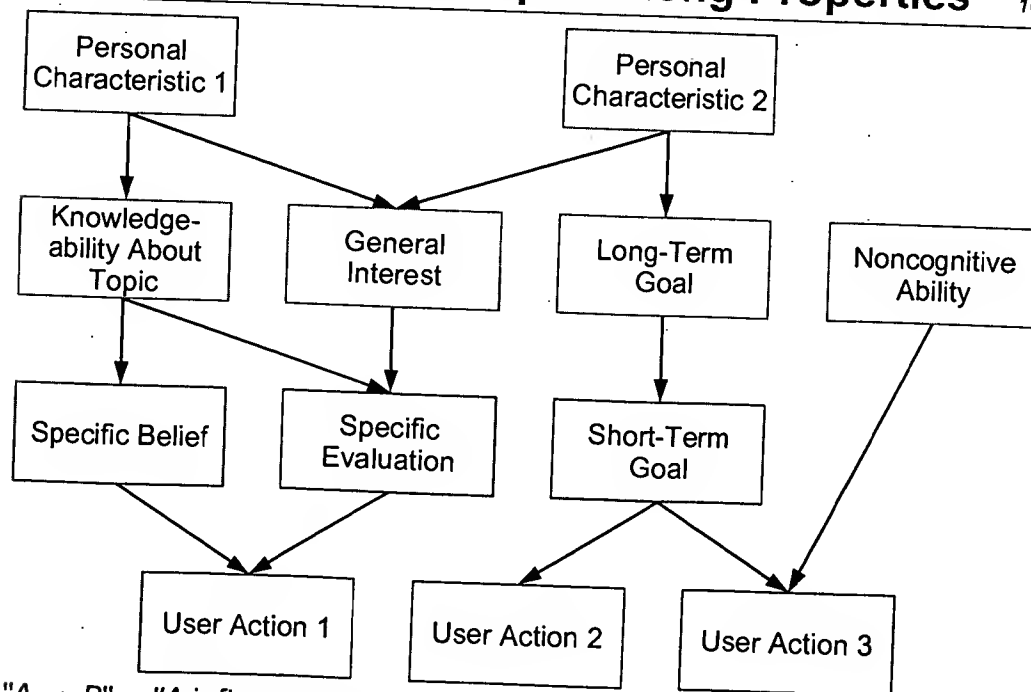 Properties
Personal
Characteristic 1
Personal
Characteristic 2
Knowledge-
ability About
Topic
General
Interest
Long-Term
Goal
Noncognitive
Ability
Specific Belief
Specific
Evaluation
Short-Term
Goal
User Action 1
User Action 2
User Action 3